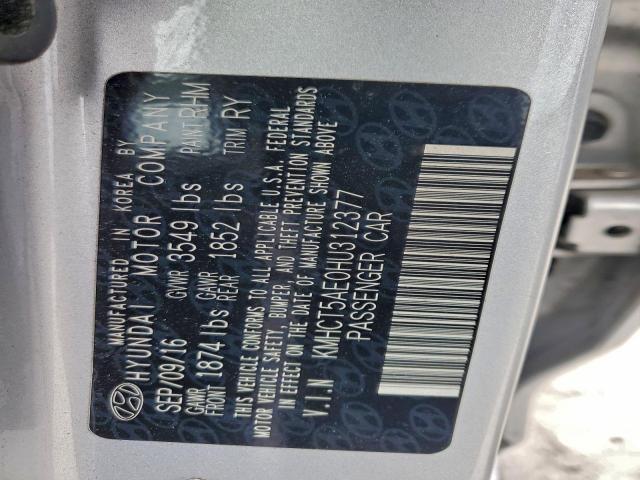 MANUFACTURED IN KOREA BY
HYUNDAI MOTOR COMPANY
SEP/09/16 GVWR 3549 lbs PAINT RHM
GAWR FRONT 1874 lbs GAWR REAR 1852 lbs TRIM RY
THIS VEHICLE CONFORMS TO ALL APPLICABLE U.S.A. FEDERAL
MOTOR VEHICLE SAFETY, BUMPER, AND THEFT PREVENTION STANDARDS
IN EFFECT ON THE DATE OF MANUFACTURE SHOWN ABOVE
V.I.N KMHCT5AE0HU312377
PASSENGER CAR